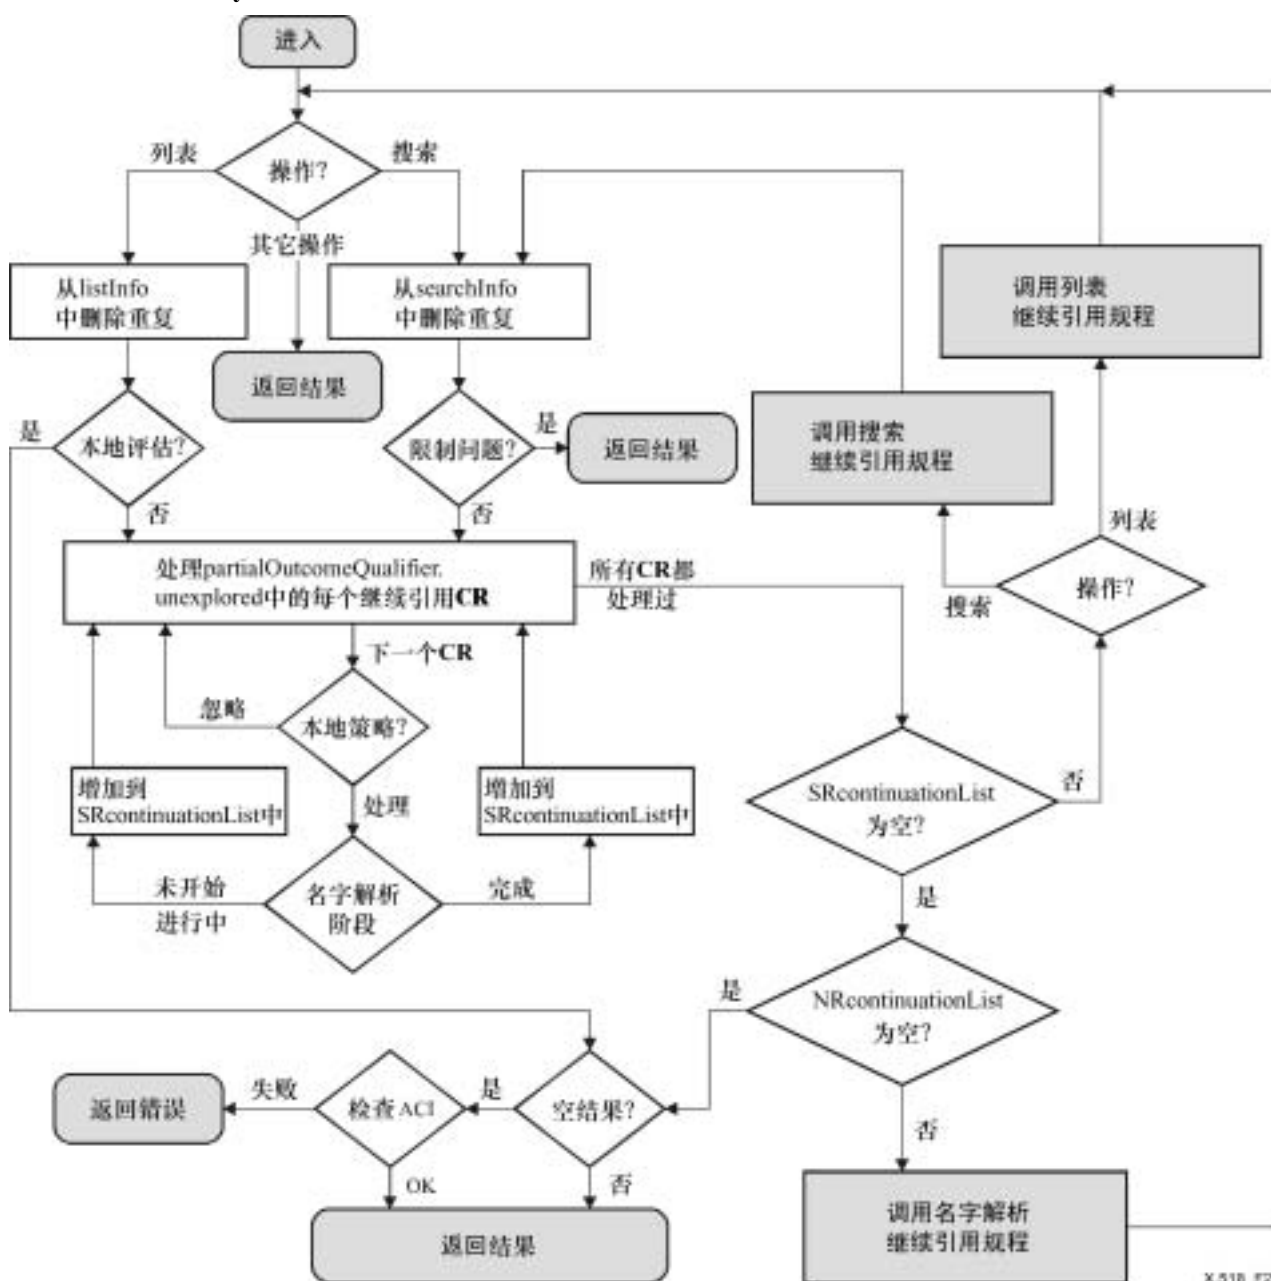 进入
列表
操作?
搜索
其它操作
从listInfo
中删除重复
从searchInfo
中删除重复
调用列表
继续引用规程
返回结果
是
本地评估?
限制问题?
是
返回结果
调用搜索
继续引用规程
否
否
列表
处理partialOutcomeQualifier.
unexplored中的每个继续引用CR
所有CR都
处理过
搜索
操作?
下一个CR
忽略
本地策略?
增加到
SRcontinuationList中
处理
增加到
SRcontinuationList中
SRcontinuationList
为空?
否
未开始
进行中
名字解析
阶段
完成
是
是
NRcontinuationList
为空?
返回错误
失败
检查ACI
是
空结果?
否
OK
否
返回结果
调用名字解析
继续引用规程